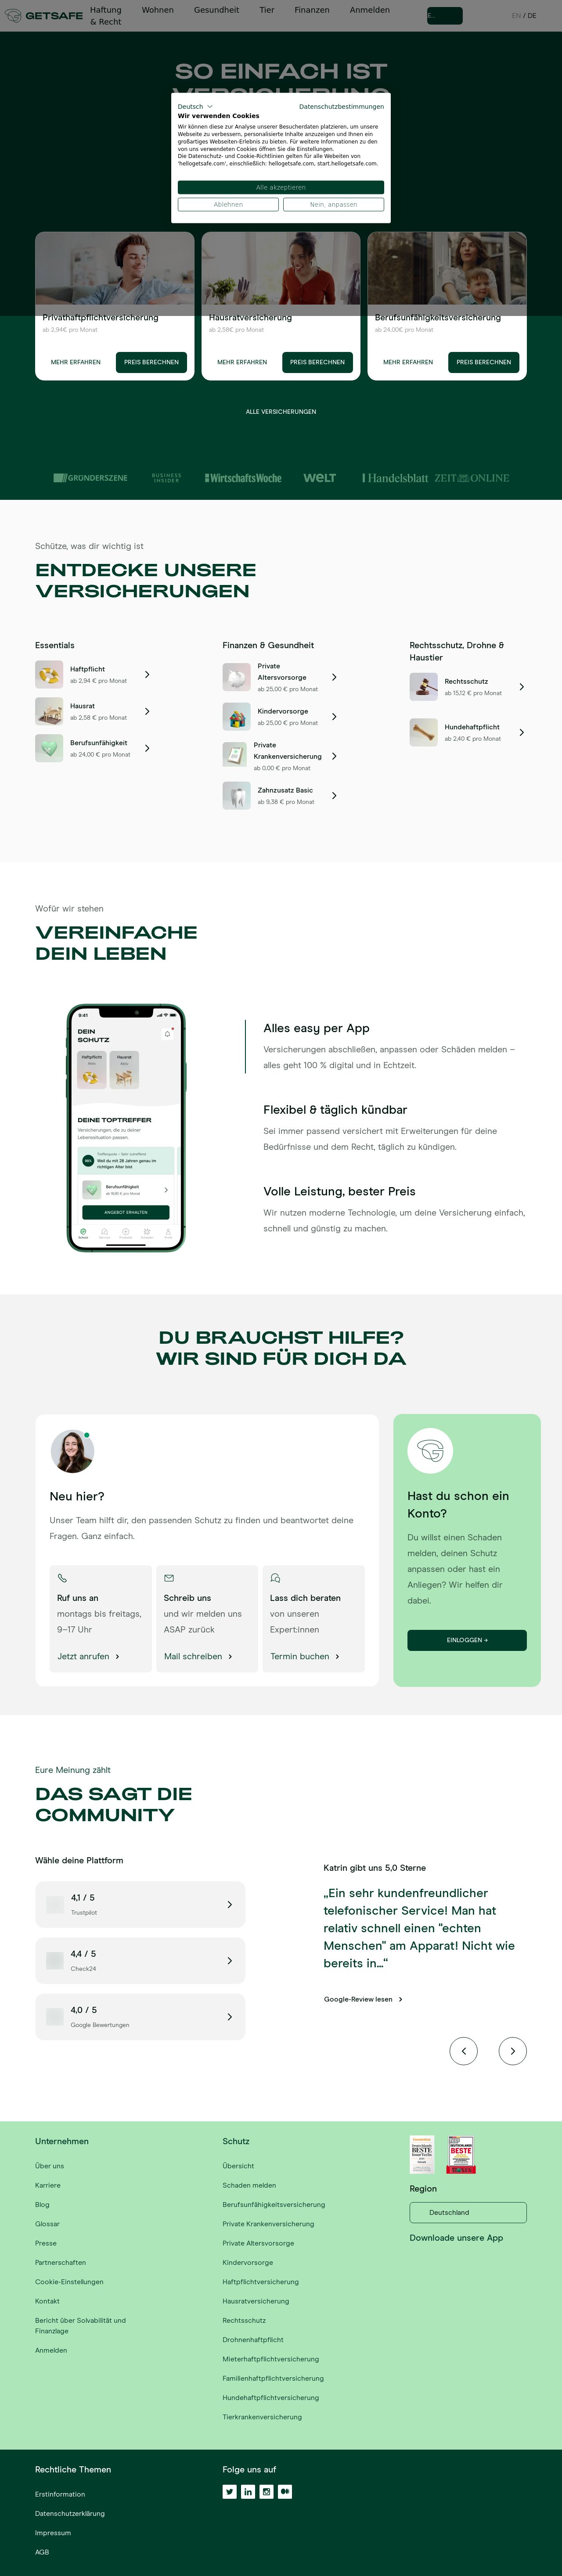 GETSAFE
Haftung & Recht
Wohnen
Gesundheit
Tier
Finanzen
Anmelden
E...
EN / DE
SO EINFACH IST
Deutsch
Datenschutzbestimmungen
Wir verwenden Cookies
Wir können diese zur Analyse unserer Besucherdaten platzieren, um unsere
Webseite zu verbessern, personalisierte Inhalte anzuzeigen und Ihnen ein
großartiges Webseiten-Erlebnis zu bieten. Für weitere Informationen zu den
von uns verwendeten Cookies öffnen Sie die Einstellungen.
Die Datenschutz- und Cookie-Richtlinien gelten für alle Webeiten von
'hellogetsafe.com', einschließlich: hellogetsafe.com, start.hellogetsafe.com.
Alle akzeptieren
Ablehnen
Nein, anpassen
Privathaftpflichtversicherung
ab 2,94€ pro Monat
MEHR ERFAHREN
PREIS BERECHNEN
Hausratversicherung
ab 2,58€ pro Monat
MEHR ERFAHREN
PREIS BERECHNEN
Berufsunfähigkeitsversicherung
ab 24,00€ pro Monat
MEHR ERFAHREN
PREIS BERECHNEN
ALLE VERSICHERUNGEN
GRÜNDERSZENE
BUSINESS
INSIDER
WirtschaftsWoche
WELT
Handelsblatt
ZEIT ONLINE
Schütze, was dir wichtig ist
ENTDECKE UNSERE
VERSICHERUNGEN
Essentials
Haftpflicht
ab 2,94 € pro Monat
Hausrat
ab 2,58 € pro Monat
Berufsunfähigkeit
ab 24,00 € pro Monat
Finanzen & Gesundheit
Private
Altersvorsorge
ab 25,00 € pro Monat
Kindervorsorge
ab 25,00 € pro Monat
Private
Krankenversicherung
ab 0,00 € pro Monat
Zahnzusatz Basic
ab 9,38 € pro Monat
Rechtsschutz, Drohne &
Haustier
Rechtsschutz
ab 15,12 € pro Monat
Hundehaftpflicht
ab 2,40 € pro Monat
Wofür wir stehen
VEREINFACHE
DEIN LEBEN
9:41
DEIN
SCHUTZ
Haftpflicht
Hausrat
DEINE TOPTREFFER
Versicherungen, die zu deiner
Lebenssituation passen.
Weil du mit 28 Jahren genau im
richtigen Alter bist
Berufsunfähigkeit
ANGEBOT ERHALTEN
Alles easy per App
Versicherungen abschließen, anpassen oder Schäden melden –
alles geht 100 % digital und in Echtzeit.
Flexibel & täglich kündbar
Sei immer passend versichert mit Erweiterungen für deine
Bedürfnisse und dem Recht, täglich zu kündigen.
Volle Leistung, bester Preis
Wir nutzen moderne Technologie, um deine Versicherung einfach,
schnell und günstig zu machen.
DU BRAUCHST HILFE?
WIR SIND FÜR DICH DA
Neu hier?
Unser Team hilft dir, den passenden Schutz zu finden und beantwortet deine
Fragen. Ganz einfach.
Ruf uns an
montags bis freitags,
9–17 Uhr
Jetzt anrufen
Schreib uns
und wir melden uns
ASAP zurück
Mail schreiben
Lass dich beraten
von unseren
Expert:innen
Termin buchen
Hast du schon ein
Konto?
Du willst einen Schaden
melden, deinen Schutz
anpassen oder hast ein
Anliegen? Wir helfen dir
dabei.
EINLOGGEN →
Eure Meinung zählt
DAS SAGT DIE
COMMUNITY
Wähle deine Plattform
4,1 / 5
Trustpilot
4,4 / 5
Check24
4,0 / 5
Google Bewertungen
Katrin gibt uns 5,0 Sterne
„Ein sehr kundenfreundlicher
telefonischer Service! Man hat
relativ schnell einen "echten
Menschen" am Apparat! Nicht wie
bereits in...“
Google-Review lesen
Unternehmen
Über uns
Karriere
Blog
Glossar
Presse
Partnerschaften
Cookie-Einstellungen
Kontakt
Bericht über Solvabilität und
Finanzlage
Anmelden
Schutz
Übersicht
Schaden melden
Berufsunfähigkeitsversicherung
Private Krankenversicherung
Private Altersvorsorge
Kindervorsorge
Haftpflichtversicherung
Hausratversicherung
Rechtsschutz
Drohnenhaftpflicht
Mieterhaftpflichtversicherung
Familienhaftpflichtversicherung
Hundehaftpflichtversicherung
Tierkrankenversicherung
BESTE
BESTE
Region
Deutschland
Downloade unsere App
Rechtliche Themen
Erstinformation
Datenschutzerklärung
Impressum
AGB
Folge uns auf